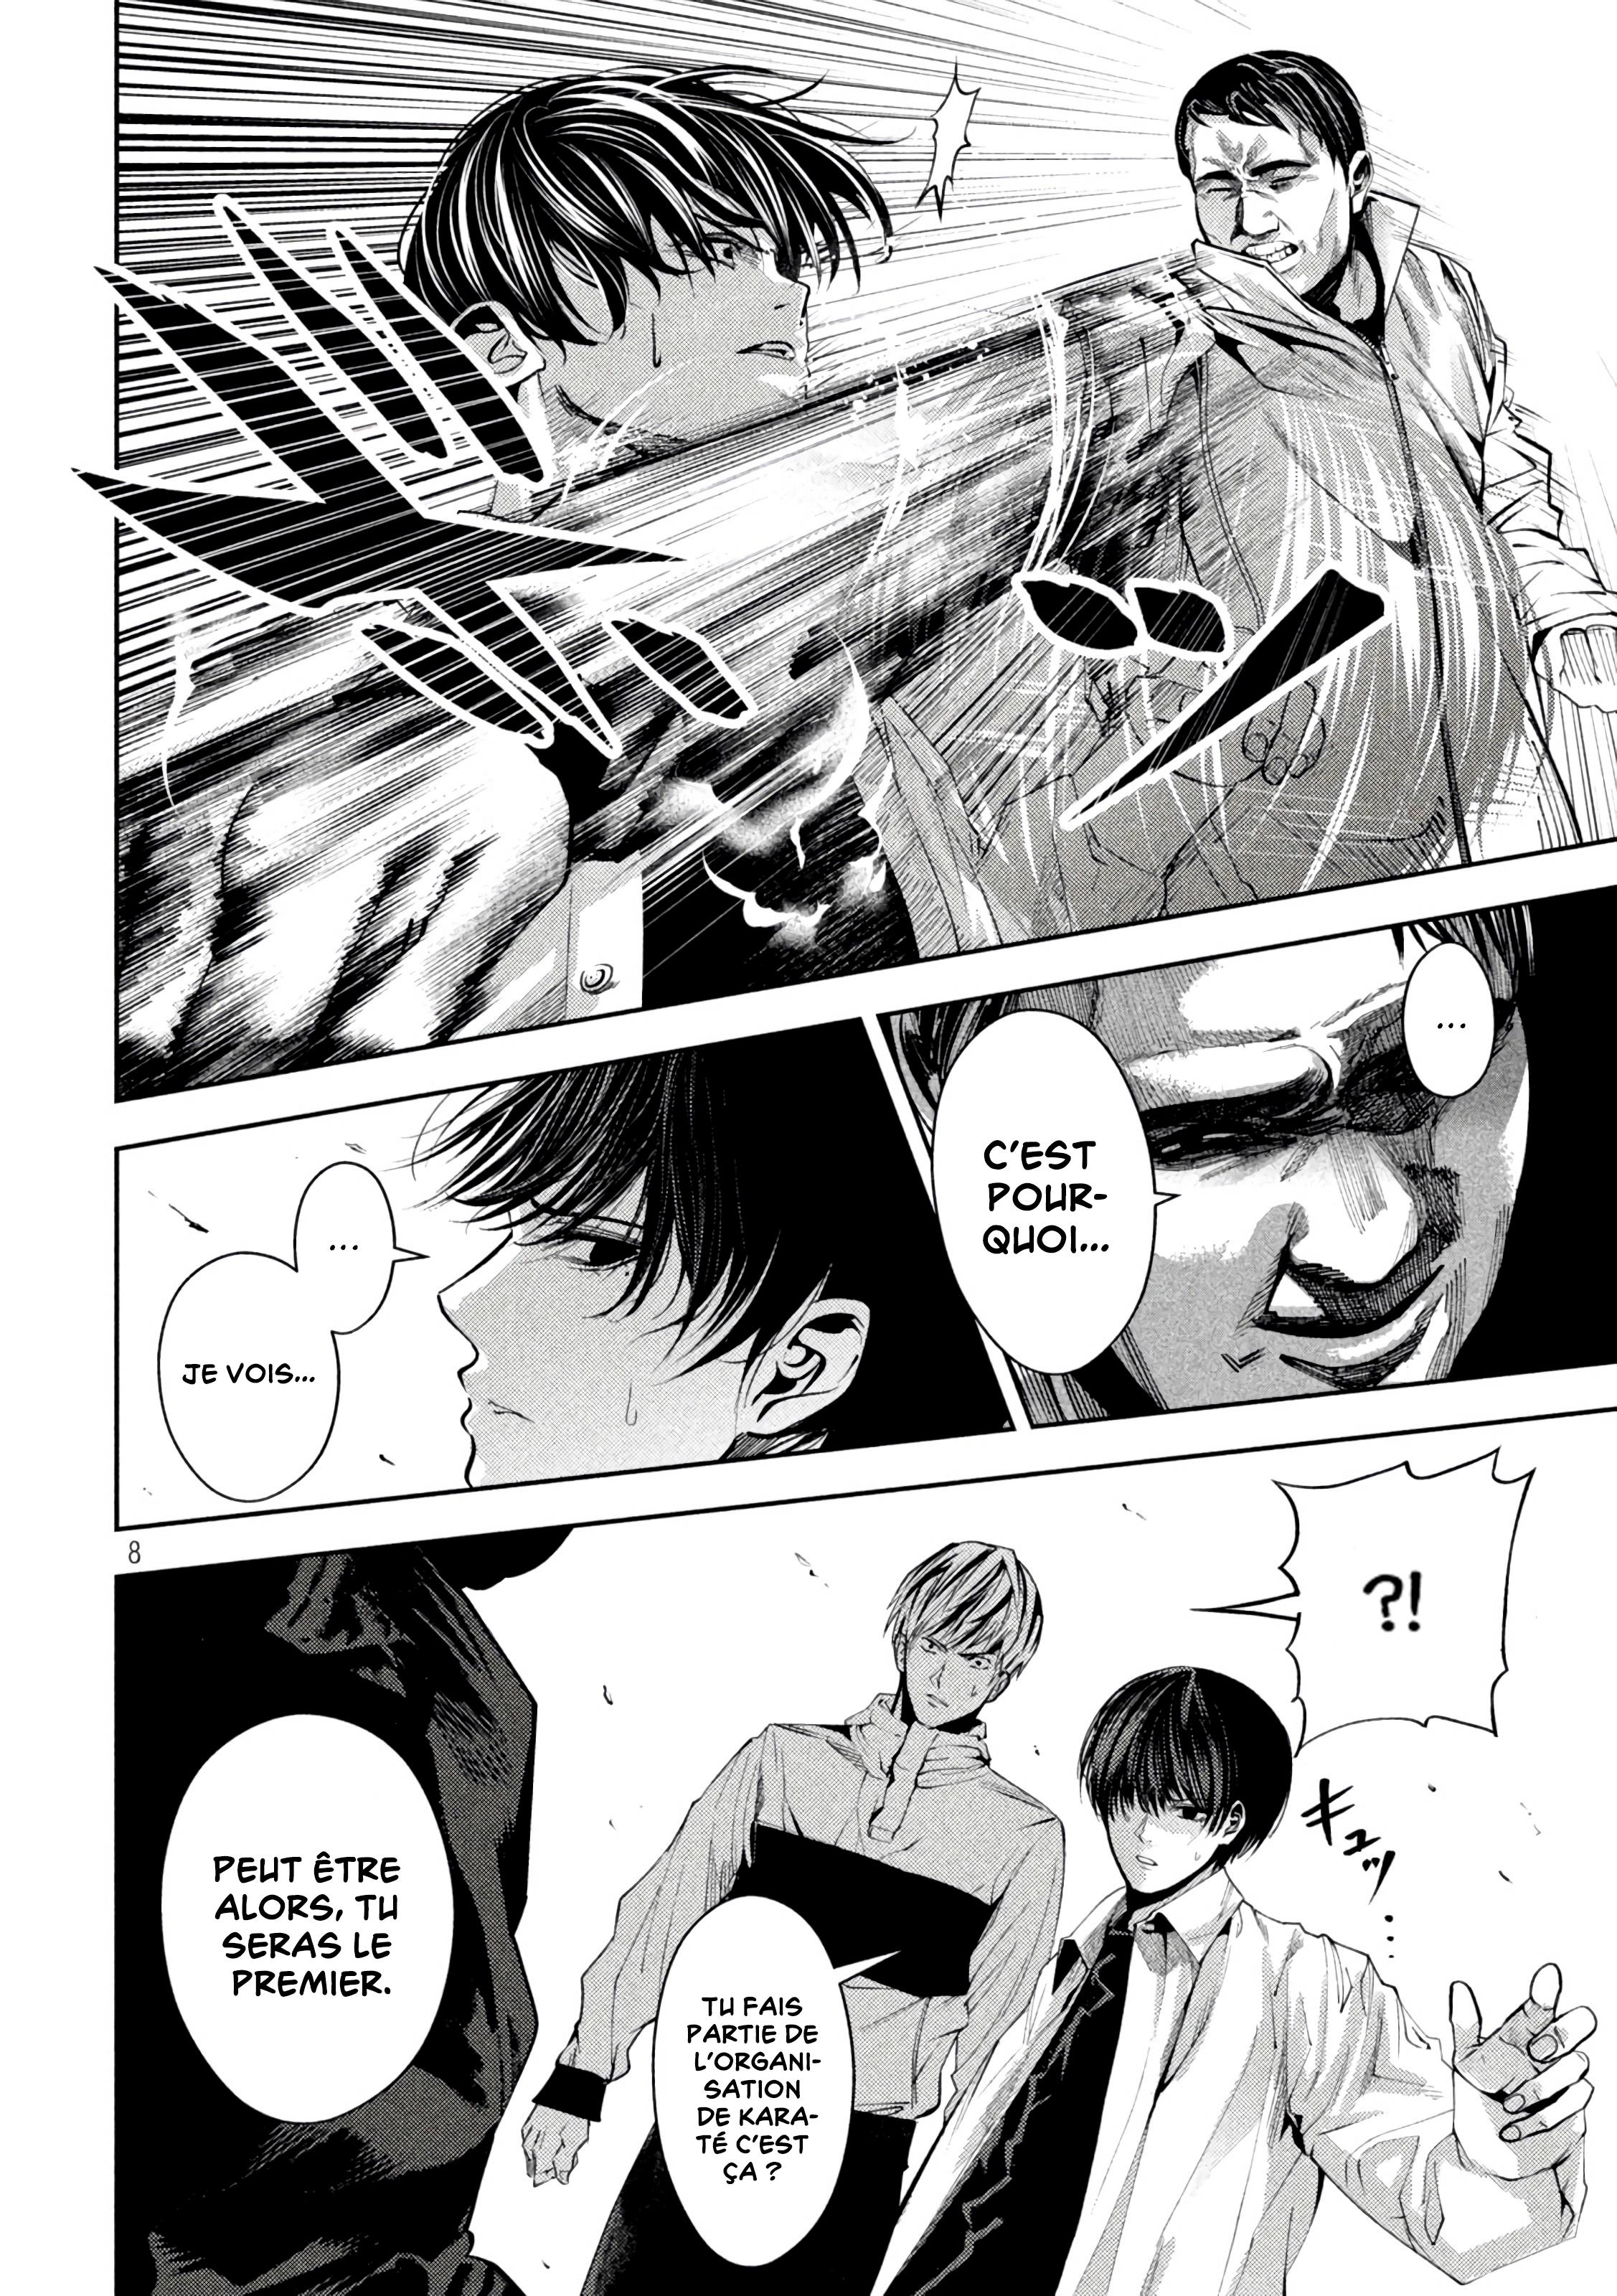 ...
C'EST
POUR-
QUOI...
...
JE VOIS...
?!
キュッ
...
TU FAIS
PARTIE DE
L'ORGANI-
SATION
DE KARA-
TÉ C'EST
ÇA ?
PEUT ÊTRE
ALORS, TU
SERAS LE
PREMIER.
8